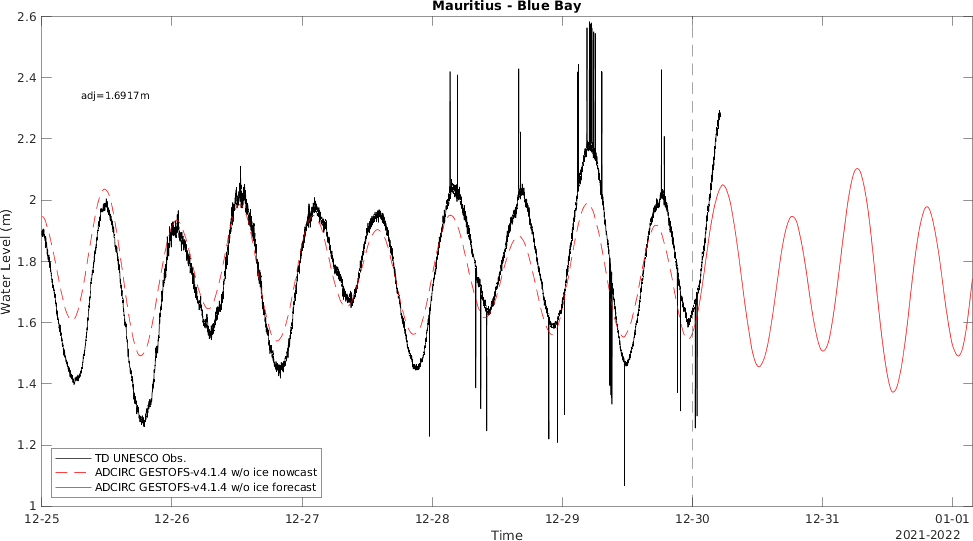 Mauritius - Blue Bay
2.6
2.4
adj=1.6917m
2.2
2
1.8
Water Level (m)
1.6
1.4
1.2
1
TD UNESCO Obs.
ADCIRC GESTOFS-v4.1.4 w/o ice nowcast
ADCIRC GESTOFS-v4.1.4 w/o ice forecast
12-25 12-26 12-27 12-28 12-29 12-30 12-31 01-01
Time
2021-2022